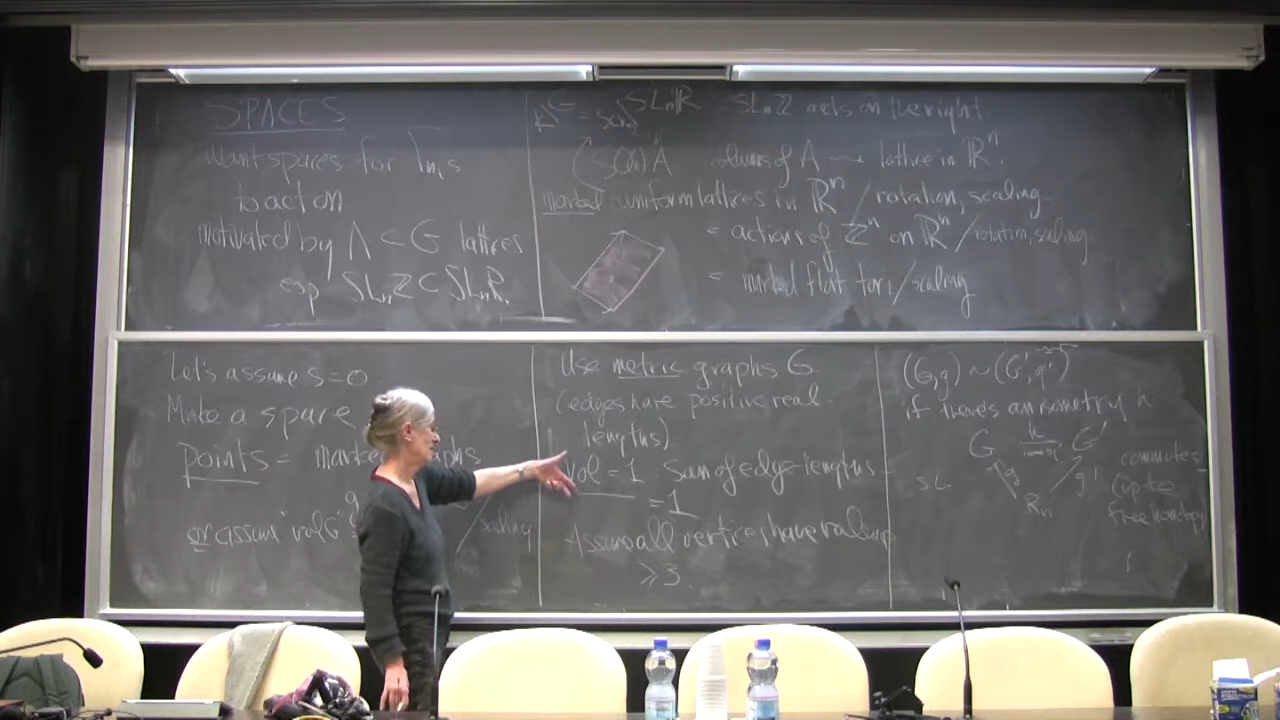 SPACES
Want spaces for Γn,s
to act on
motivated by Λ ⊂ G lattices
esp SLnZ ⊂ SLnR
SLnZ acts on the right
SO(n)A columns of A ⇝ lattice in Rⁿ.
marked uniform lattices in Rⁿ / rotation, scaling
= actions of Zⁿ on Rⁿ / rotation, scaling
= marked flat tori / scaling
Let's assume s=0
Make a space
Points = marked graphs
or assume "vol G"
/ scaling
Use metric graphs G
(edges have positive real
lengths)
Vol = 1 : Sum of edge lengths
= 1
Assume all vertices have valence
≥ 3.
(G,g) ~ (G',g')
if there's an isometry h
G h G'
g g'
Rn
commutes
(up to
free homotopy